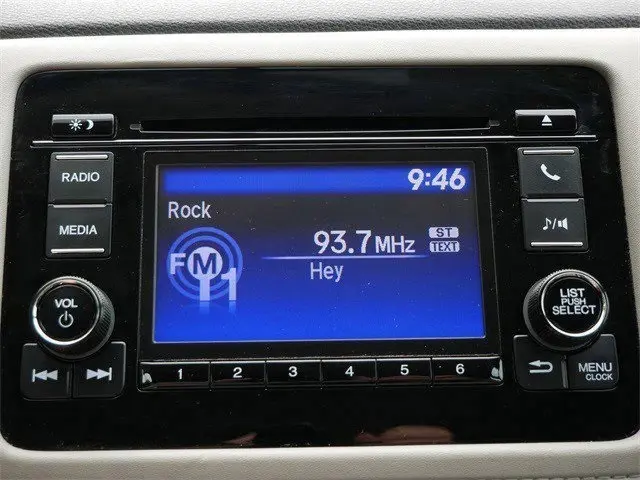 RADIO
MEDIA
VOL
9:46
Rock
93.7MHz
ST
TEXT
FM
1
Hey
1 2 3 4 5 6
LIST
PUSH
SELECT
MENU
CLOCK